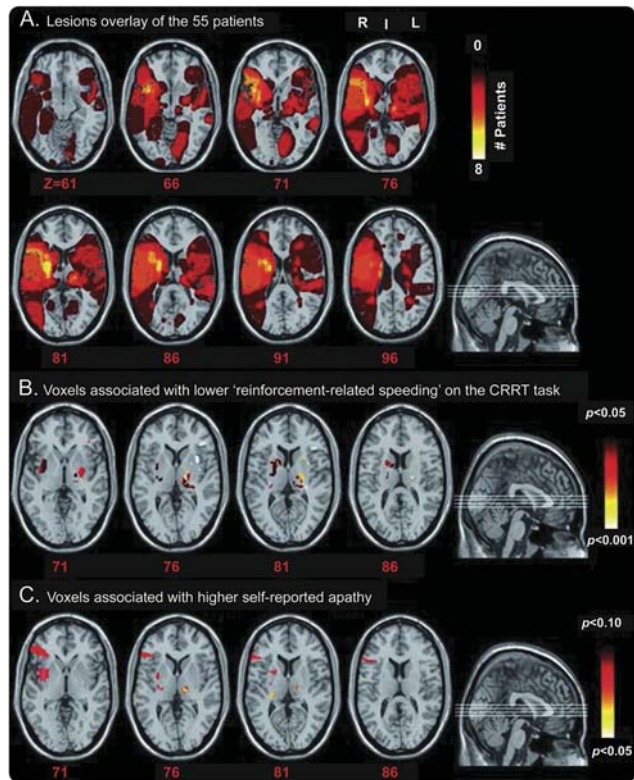 A. Lesions overlay of the 55 patients
R I L
0
# Patients
8
Z=61 66 71 76
81 86 91 96
B. Voxels associated with lower 'reinforcement-related speeding' on the CRRT task
p<0.05
p<0.001
71 76 81 86
C. Voxels associated with higher self-reported apathy
p<0.10
p<0.05
71 76 81 86